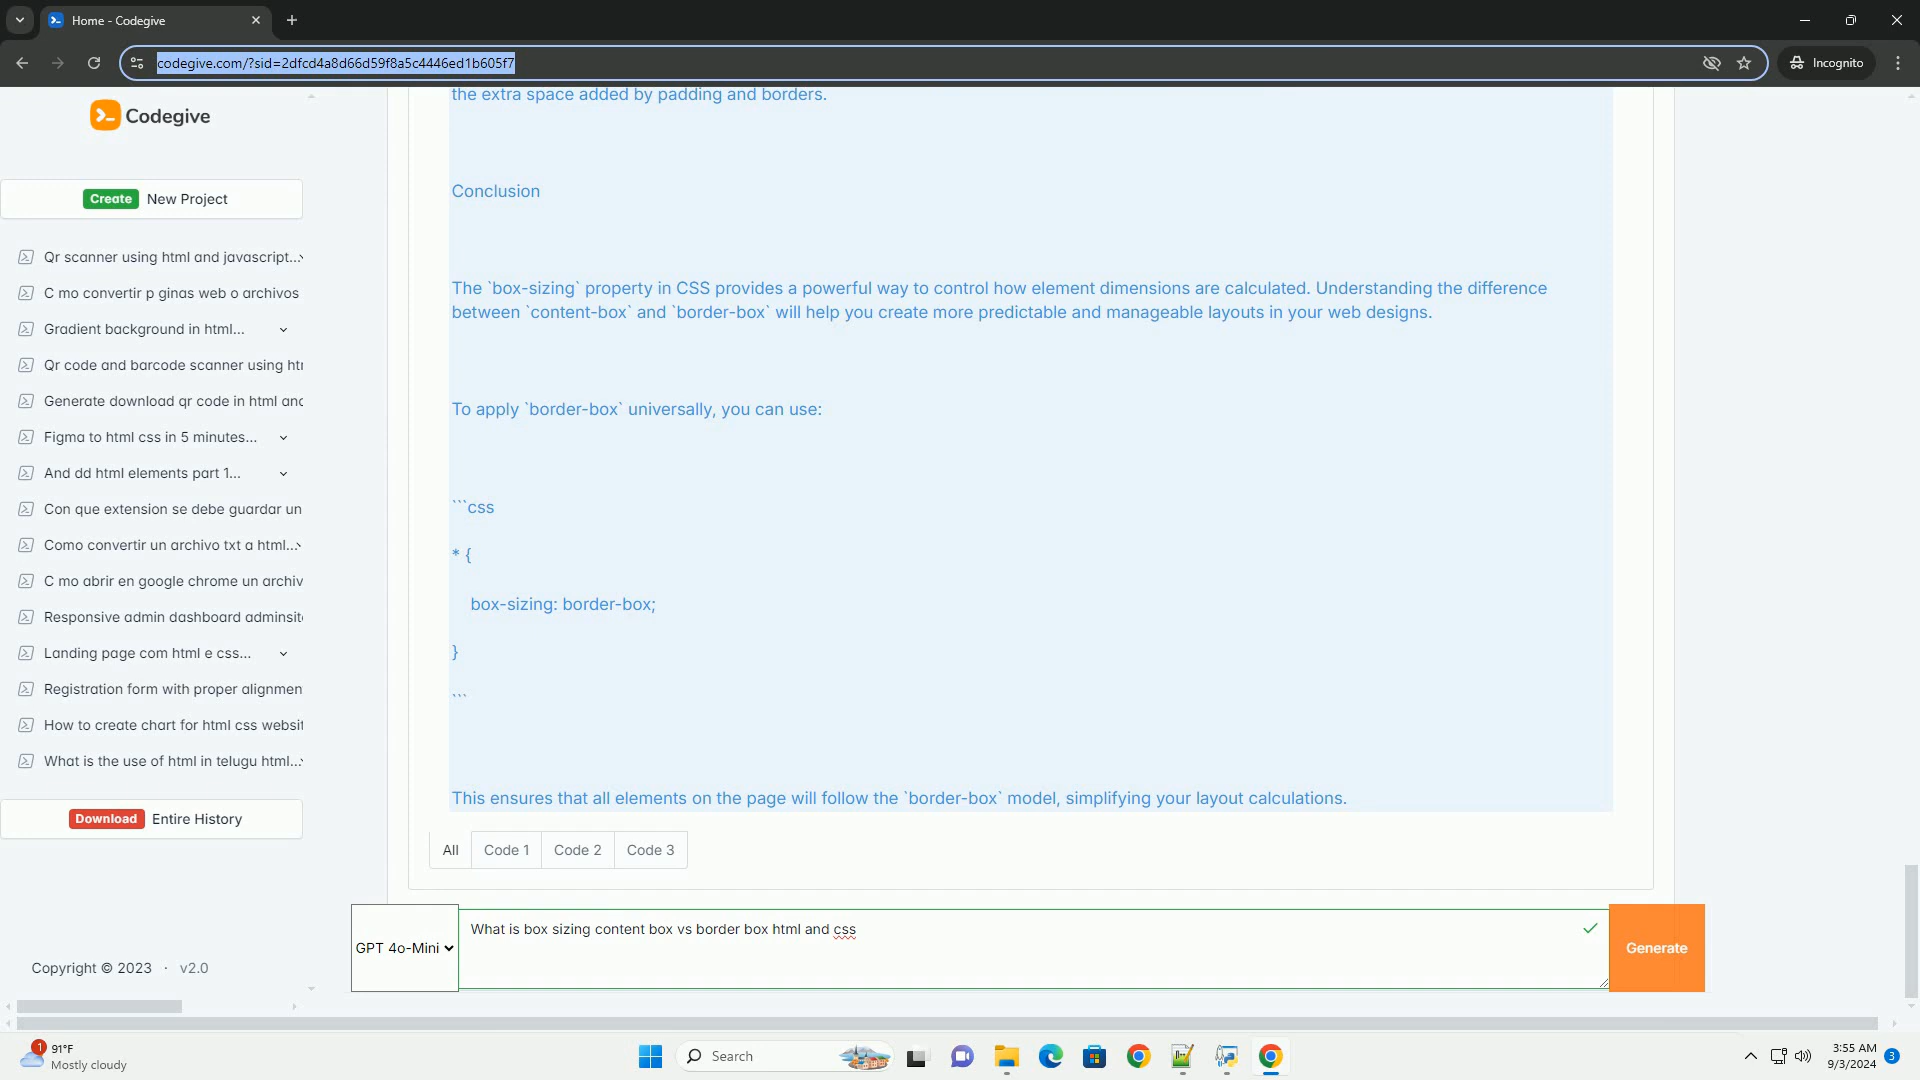 Home - Codegive
codegive.com/?sid=2dfcd4a8d66d59f8a5c4446ed1b605f7
Incognito
Codegive
the extra space added by padding and borders.
Create New Project
Conclusion
Qr scanner using html and javascript...
The `box-sizing` property in CSS provides a powerful way to control how element dimensions are calculated. Understanding the difference
between `content-box` and `border-box` will help you create more predictable and manageable layouts in your web designs.
C mo convertir p ginas web o archivos
Gradient background in html...
Qr code and barcode scanner using htm
Generate download qr code in html and
To apply `border-box` universally, you can use:
Figma to html css in 5 minutes...
And dd html elements part 1...
Con que extension se debe guardar un
```css
Como convertir un archivo txt a html...
* {
C mo abrir en google chrome un archiv
box-sizing: border-box;
Responsive admin dashboard adminsit
Landing page com html e css...
}
Registration form with proper alignmen
```
How to create chart for html css websit
What is the use of html in telugu html...
This ensures that all elements on the page will follow the `border-box` model, simplifying your layout calculations.
Download Entire History
All Code 1 Code 2 Code 3
What is box sizing content box vs border box html and css
GPT 4o-Mini
Generate
Copyright © 2023 · v2.0
1
91°F
Mostly cloudy
Search
3:55 AM
9/3/2024
3